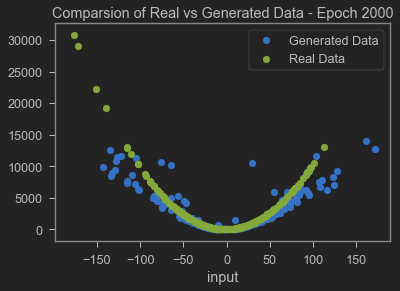 Comparsion of Real vs Generated Data - Epoch 2000
Generated Data
Real Data
30000
25000
20000
15000
10000
5000
0
−150 −100 −50 0 50 100 150
input